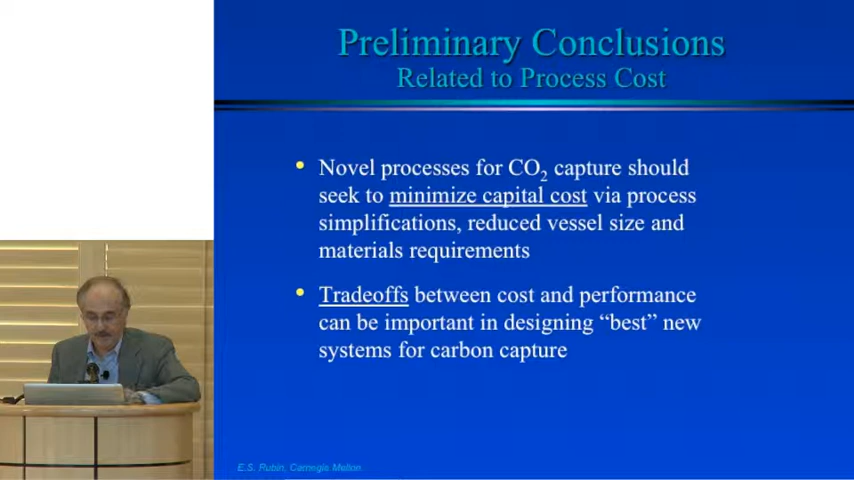 Preliminary Conclusions
Related to Process Cost
• Novel processes for CO₂ capture should
seek to minimize capital cost via process
simplifications, reduced vessel size and
materials requirements
• Tradeoffs between cost and performance
can be important in designing “best” new
systems for carbon capture
E.S. Rubin, Carnegie Mellon